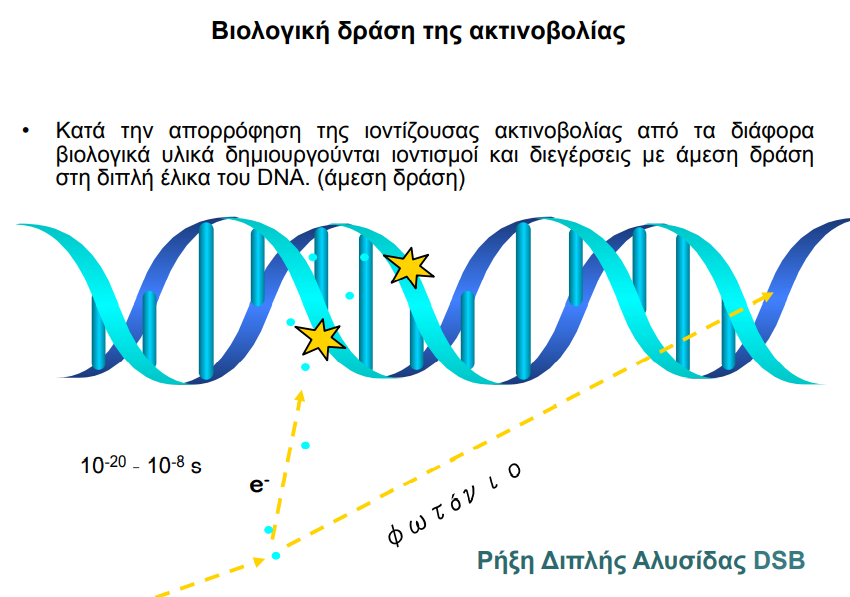 Βιολογική δράση της ακτινοβολίας
• Κατά την απορρόφηση της ιοντίζουσας ακτινοβολίας από τα διάφορα
βιολογικά υλικά δημιουργούνται ιοντισμοί και διεγέρσεις με άμεση δράση
στη διπλή έλικα του DNA. (άμεση δράση)
10⁻²⁰ - 10⁻⁸ s
e⁻
φωτόνιο
Ρήξη Διπλής Αλυσίδας DSB